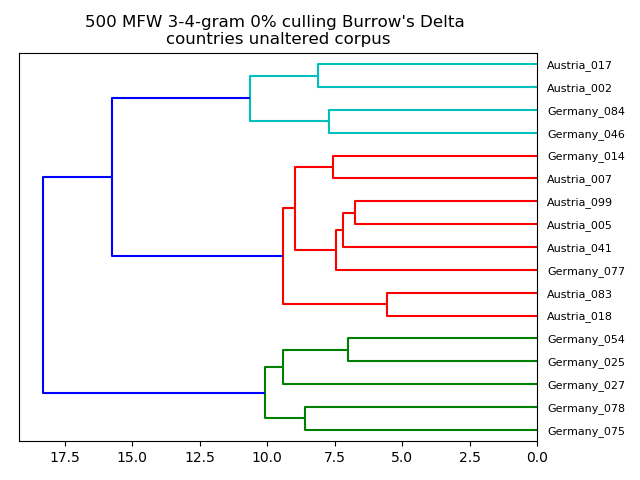 500 MFW 3-4-gram 0% culling Burrow's Delta
countries unaltered corpus
Austria_017
Austria_002
Germany_084
Germany_046
Germany_014
Austria_007
Austria_099
Austria_005
Austria_041
Germany_077
Austria_083
Austria_018
Germany_054
Germany_025
Germany_027
Germany_078
Germany_075
17.5 15.0 12.5 10.0 7.5 5.0 2.5 0.0